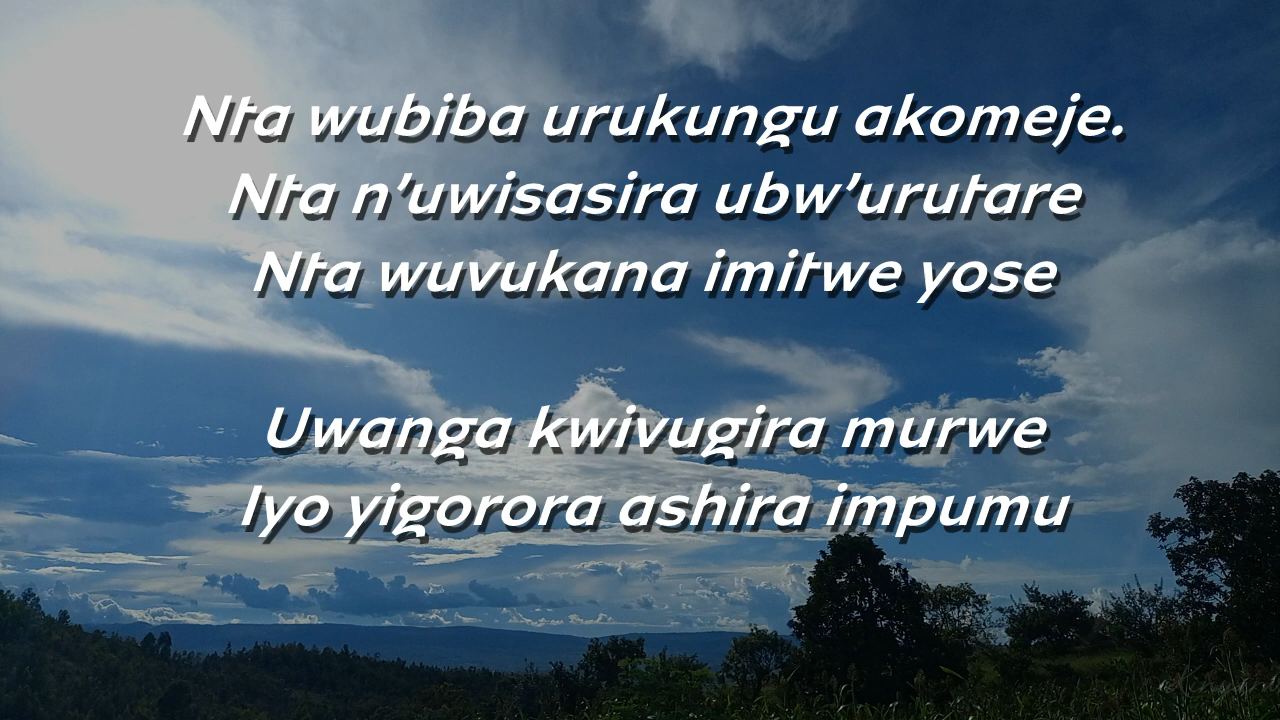 Nta wubiba urukungu akomeje.
Nta n'uwisasira ubw'urutare
Nta wuvukana imitwe yose
Uwanga kwivugira murwe
Iyo yigorora ashira impumu